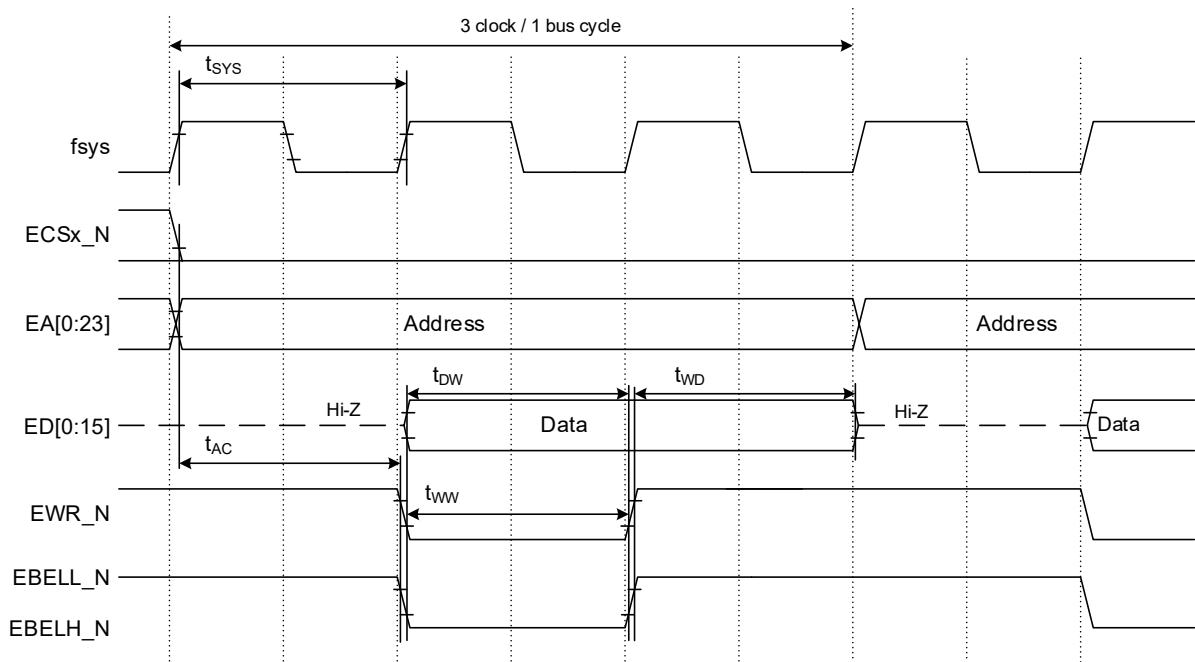 3 clock / 1 bus cycle
tSYS
fsys
ECSx_N
EA[0:23] Address Address
tDW tWD
ED[0:15] Hi-Z Data Hi-Z Data
tAC
EWR_N tWW
EBELL_N
EBELH_N